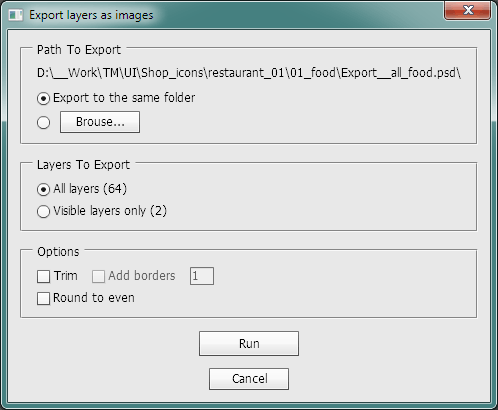 Export layers as images
Path To Export
D:\__Work\TM\UI\Shop_icons\restaurant_01\01_food\Export__all_food.psd\
Export to the same folder
Browse...
Layers To Export
All layers (64)
Visible layers only (2)
Options
Trim Add borders 1
Round to even
Run
Cancel